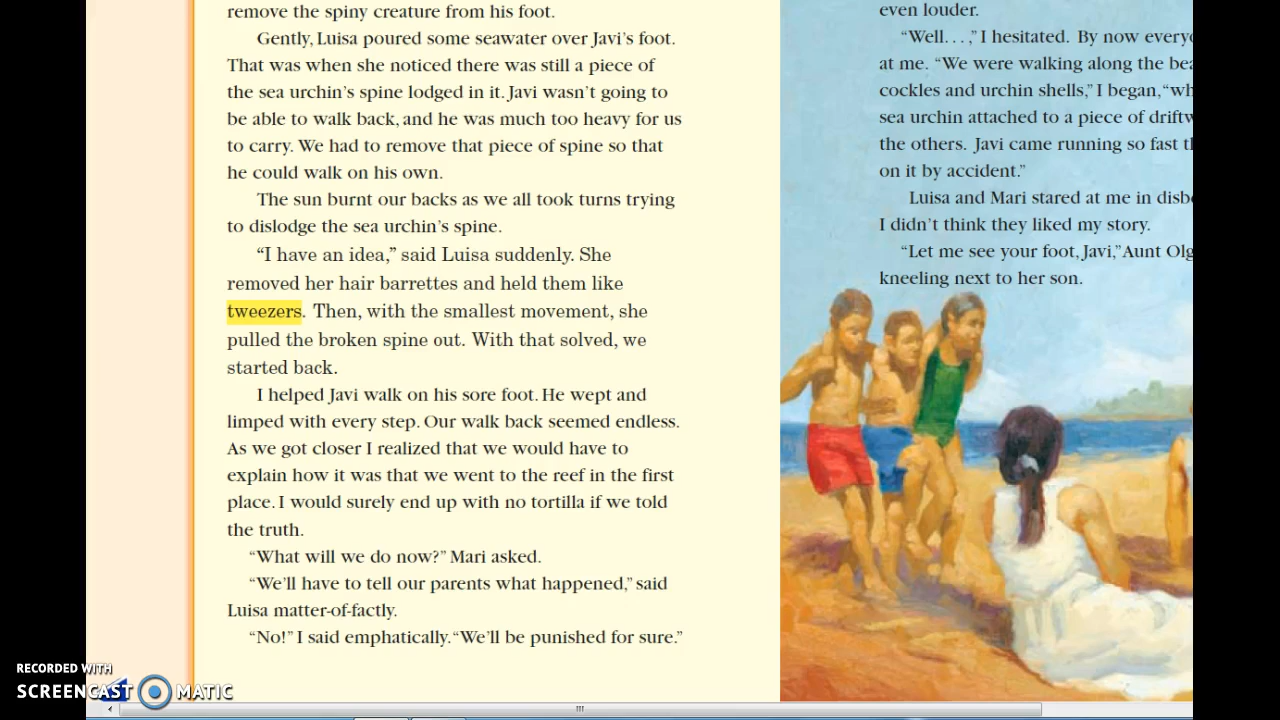 remove the spiny creature from his foot.
Gently, Luisa poured some seawater over Javi’s foot.
That was when she noticed there was still a piece of
the sea urchin’s spine lodged in it. Javi wasn’t going to
be able to walk back, and he was much too heavy for us
to carry. We had to remove that piece of spine so that
he could walk on his own.
The sun burnt our backs as we all took turns trying
to dislodge the sea urchin’s spine.
“I have an idea,” said Luisa suddenly. She
removed her hair barrettes and held them like
tweezers. Then, with the smallest movement, she
pulled the broken spine out. With that solved, we
started back.
I helped Javi walk on his sore foot. He wept and
limped with every step. Our walk back seemed endless.
As we got closer I realized that we would have to
explain how it was that we went to the reef in the first
place. I would surely end up with no tortilla if we told
the truth.
“What will we do now?” Mari asked.
“We’ll have to tell our parents what happened,” said
Luisa matter-of-factly.
“No!” I said emphatically. “We’ll be punished for sure.”
even louder.
“Well. . . ,” I hesitated. By now
at me. “We were walking along the
cockles and urchin shells,” I began, “
sea urchin attached to a piece of
the others. Javi came running so fast
on it by accident.”
Luisa and Mari stared at me in
I didn’t think they liked my story.
“Let me see your foot, Javi,” Aunt
kneeling next to her son.
RECORDED WITH
SCREENCAST MATIC